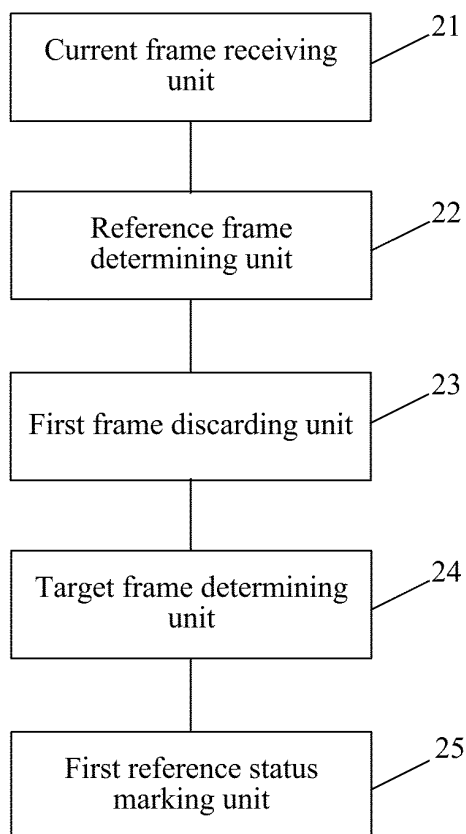 21
Current frame receiving
unit
22
Reference frame
determining unit
23
First frame discarding unit
24
Target frame determining
unit
25
First reference status
marking unit